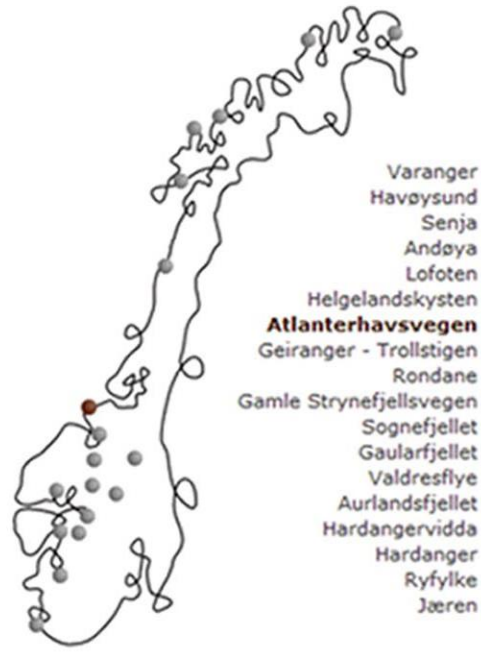 Varanger
Havøysund
Senja
Andøya
Lofoten
Helgelandskysten
Atlanterhavsvegen
Geiranger - Trollstigen
Rondane
Gamle Strynefjellsvegen
Sognefjellet
Gaularfjellet
Valdresflye
Aurlandsfjellet
Hardangervidda
Hardanger
Ryfylke
Jæren